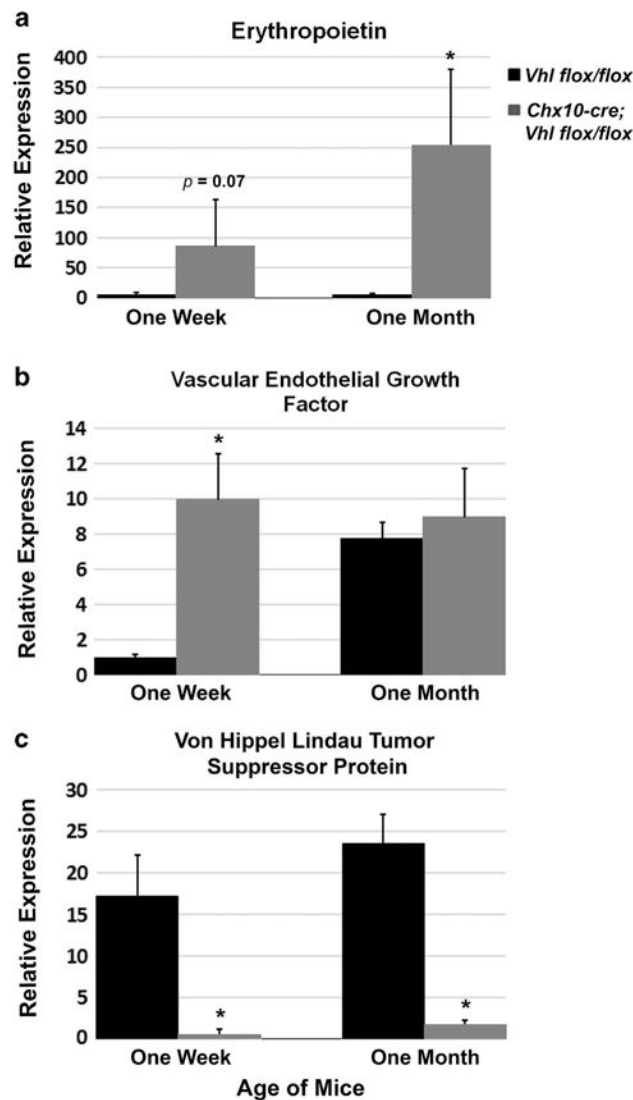 a
Erythropoietin
Relative Expression
400
350
300
250
200
150
100
50
0
p = 0.07
*
Vhl flox/flox
Chx10-cre;
Vhl flox/flox
One Week
One Month
b
Vascular Endothelial Growth
Factor
Relative Expression
14
12
10
8
6
4
2
0
*
One Week
One Month
c
Von Hippel Lindau Tumor
Suppressor Protein
Relative Expression
30
25
20
15
10
5
0
*
*
One Week
One Month
Age of Mice